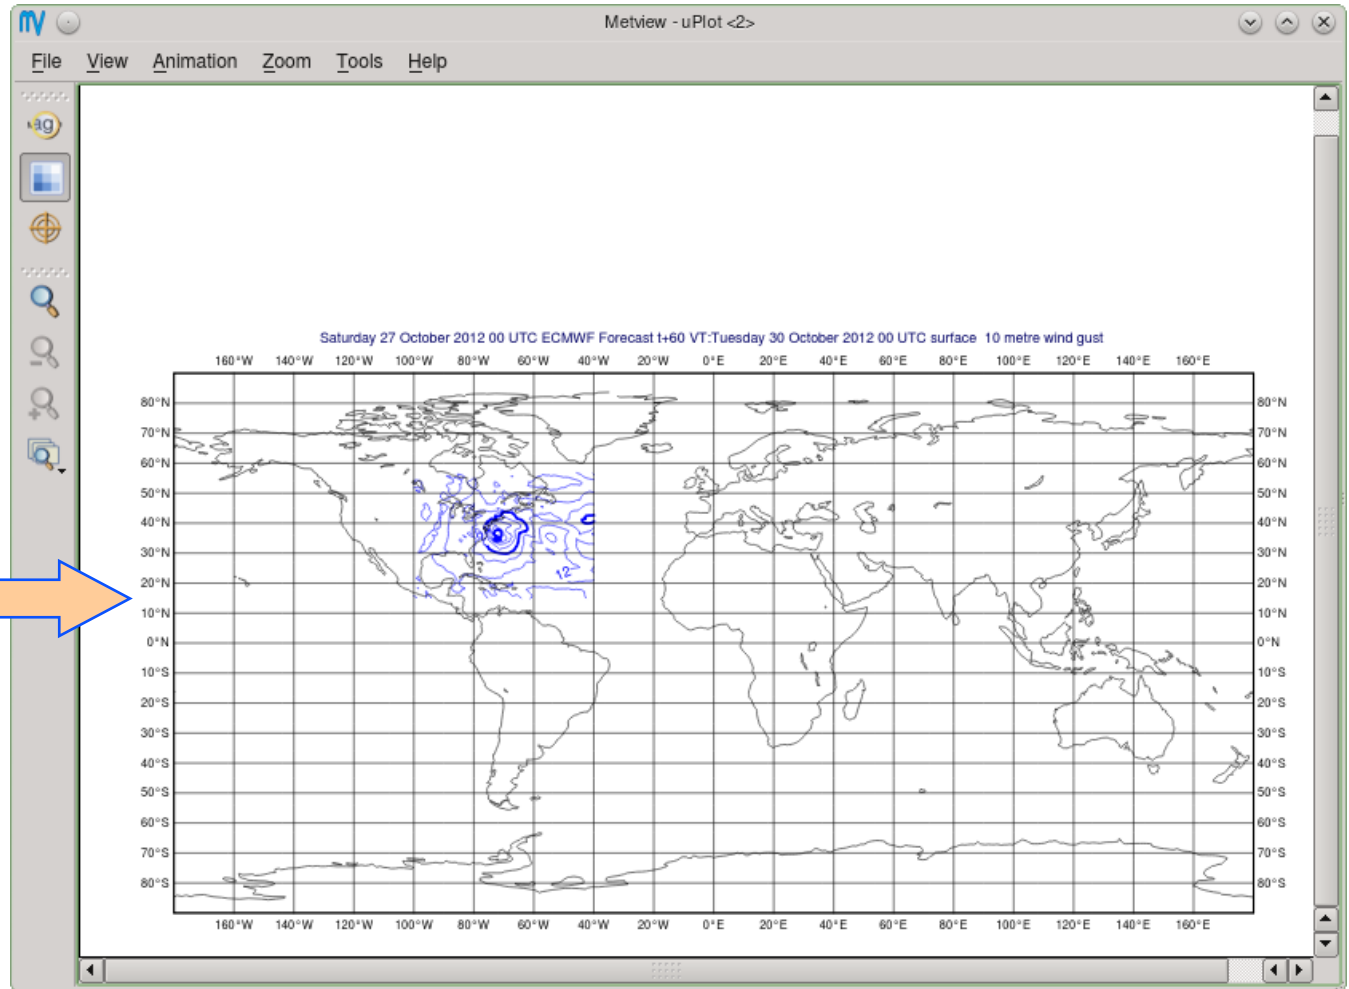 Metview - uPlot <2>
File View Animation Zoom Tools Help
ag
Saturday 27 October 2012 00 UTC ECMWF Forecast t+60 VT:Tuesday 30 October 2012 00 UTC surface 10 metre wind gust
160°W 140°W 120°W 100°W 80°W 60°W 40°W 20°W 0°E 20°E 40°E 60°E 80°E 100°E 120°E 140°E 160°E
80°N 80°N
70°N 70°N
60°N 60°N
50°N 50°N
40°N 40°N
30°N 30°N
12
20°N 20°N
10°N 10°N
0°N 0°N
10°S 10°S
20°S 20°S
30°S 30°S
40°S 40°S
50°S 50°S
60°S 60°S
70°S 70°S
80°S 80°S
160°W 140°W 120°W 100°W 80°W 60°W 40°W 20°W 0°E 20°E 40°E 60°E 80°E 100°E 120°E 140°E 160°E